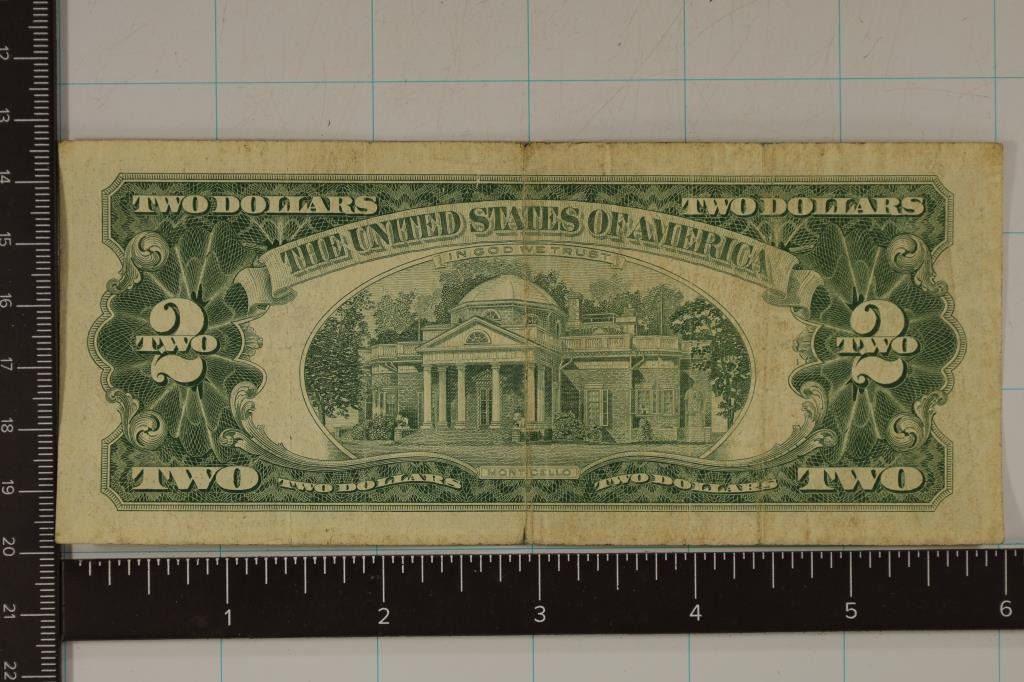 TWO DOLLARS TWO DOLLARS
THE UNITED STATES OF AMERICA
IN GOD WE TRUST
2 2
TWO TWO
MONTICELLO
TWO TWO DOLLARS TWO DOLLARS TWO
12
13
14
15
16
17
18
19
20
21
22
1 2 3 4 5 6